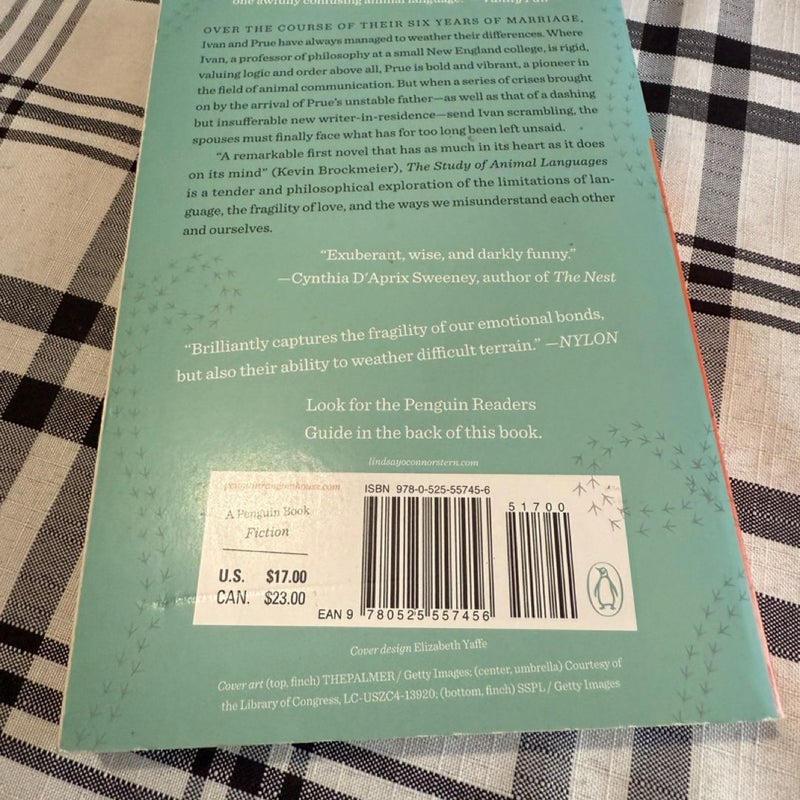 one awfully confusing animal language." —Vanity Fair
OVER THE COURSE OF THEIR SIX YEARS OF MARRIAGE,
Ivan and Prue have always managed to weather their differences. Where
Ivan, a professor of philosophy at a small New England college, is rigid,
valuing logic and order above all, Prue is bold and vibrant, a pioneer in
the field of animal communication. But when a series of crises brought
on by the arrival of Prue's unstable father—as well as that of a dashing
but insufferable new writer-in-residence—send Ivan scrambling, the
spouses must finally face what has for too long been left unsaid.
"A remarkable first novel that has as much in its heart as it does
on its mind" (Kevin Brockmeier), The Study of Animal Languages
is a tender and philosophical exploration of the limitations of lan-
guage, the fragility of love, and the ways we misunderstand each other
and ourselves.
"Exuberant, wise, and darkly funny."
—Cynthia D'Aprix Sweeney, author of The Nest
"Brilliantly captures the fragility of our emotional bonds,
but also their ability to weather difficult terrain." —NYLON
Look for the Penguin Readers
Guide in the back of this book.
lindsayoconnorstern.com
penguinrandomhouse.com
A Penguin Book
Fiction
U.S. $17.00
CAN. $23.00
ISBN 978-0-525-55745-6
51700
EAN 9 780525 557456
Cover design Elizabeth Yaffe
Cover art (top, finch) THEPALMER / Getty Images; (center, umbrella) Courtesy of
the Library of Congress, LC-USZC4-13920; (bottom, finch) SSPL / Getty Images